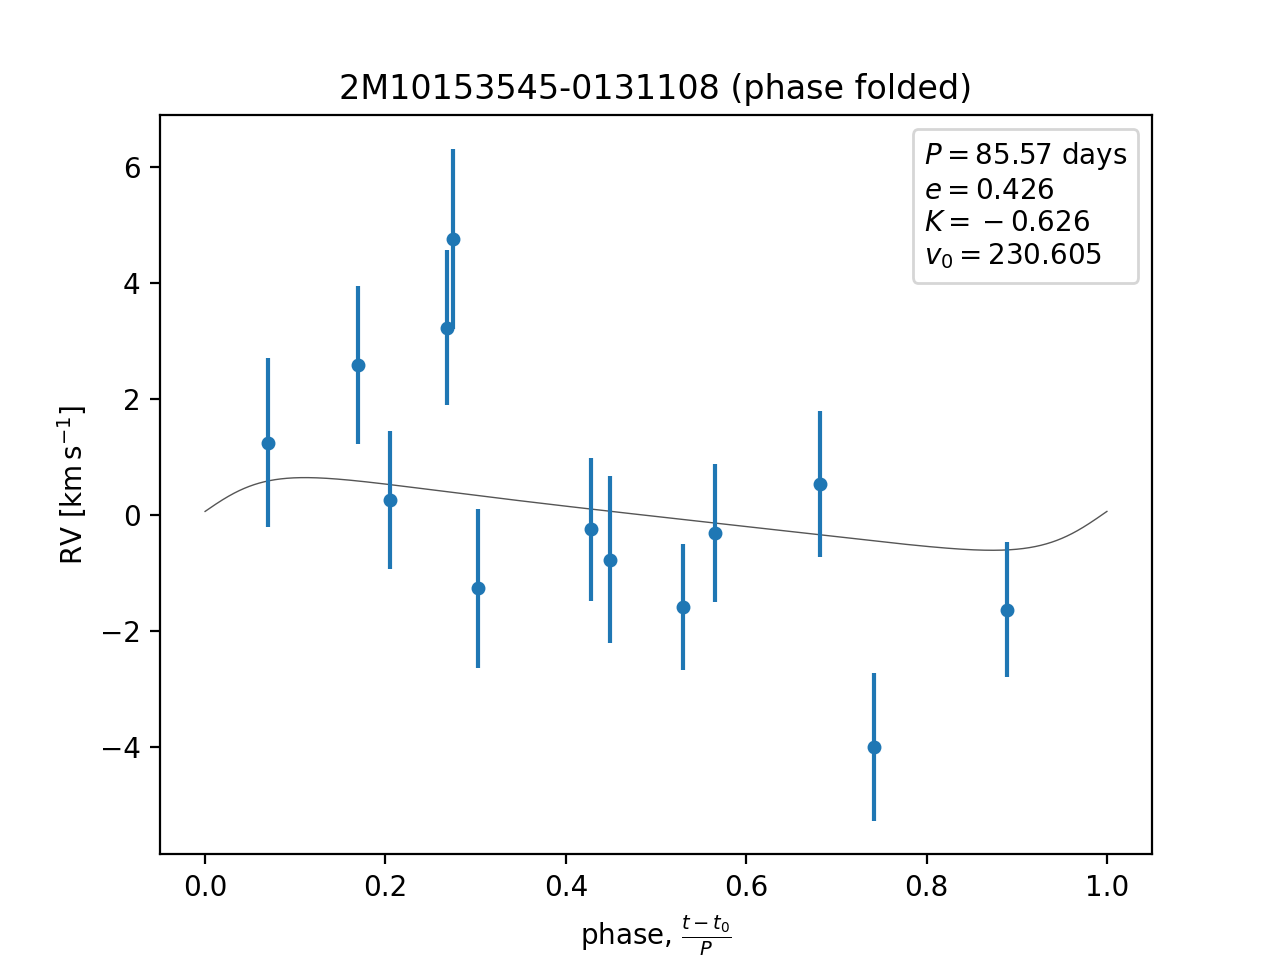 2M10153545-0131108 (phase folded)
P = 85.57 days
e = 0.426
K = −0.626
v₀ = 230.605
6
4
2
0
−2
−4
RV [km s⁻¹]
0.0 0.2 0.4 0.6 0.8 1.0
phase, (t − t₀)/P